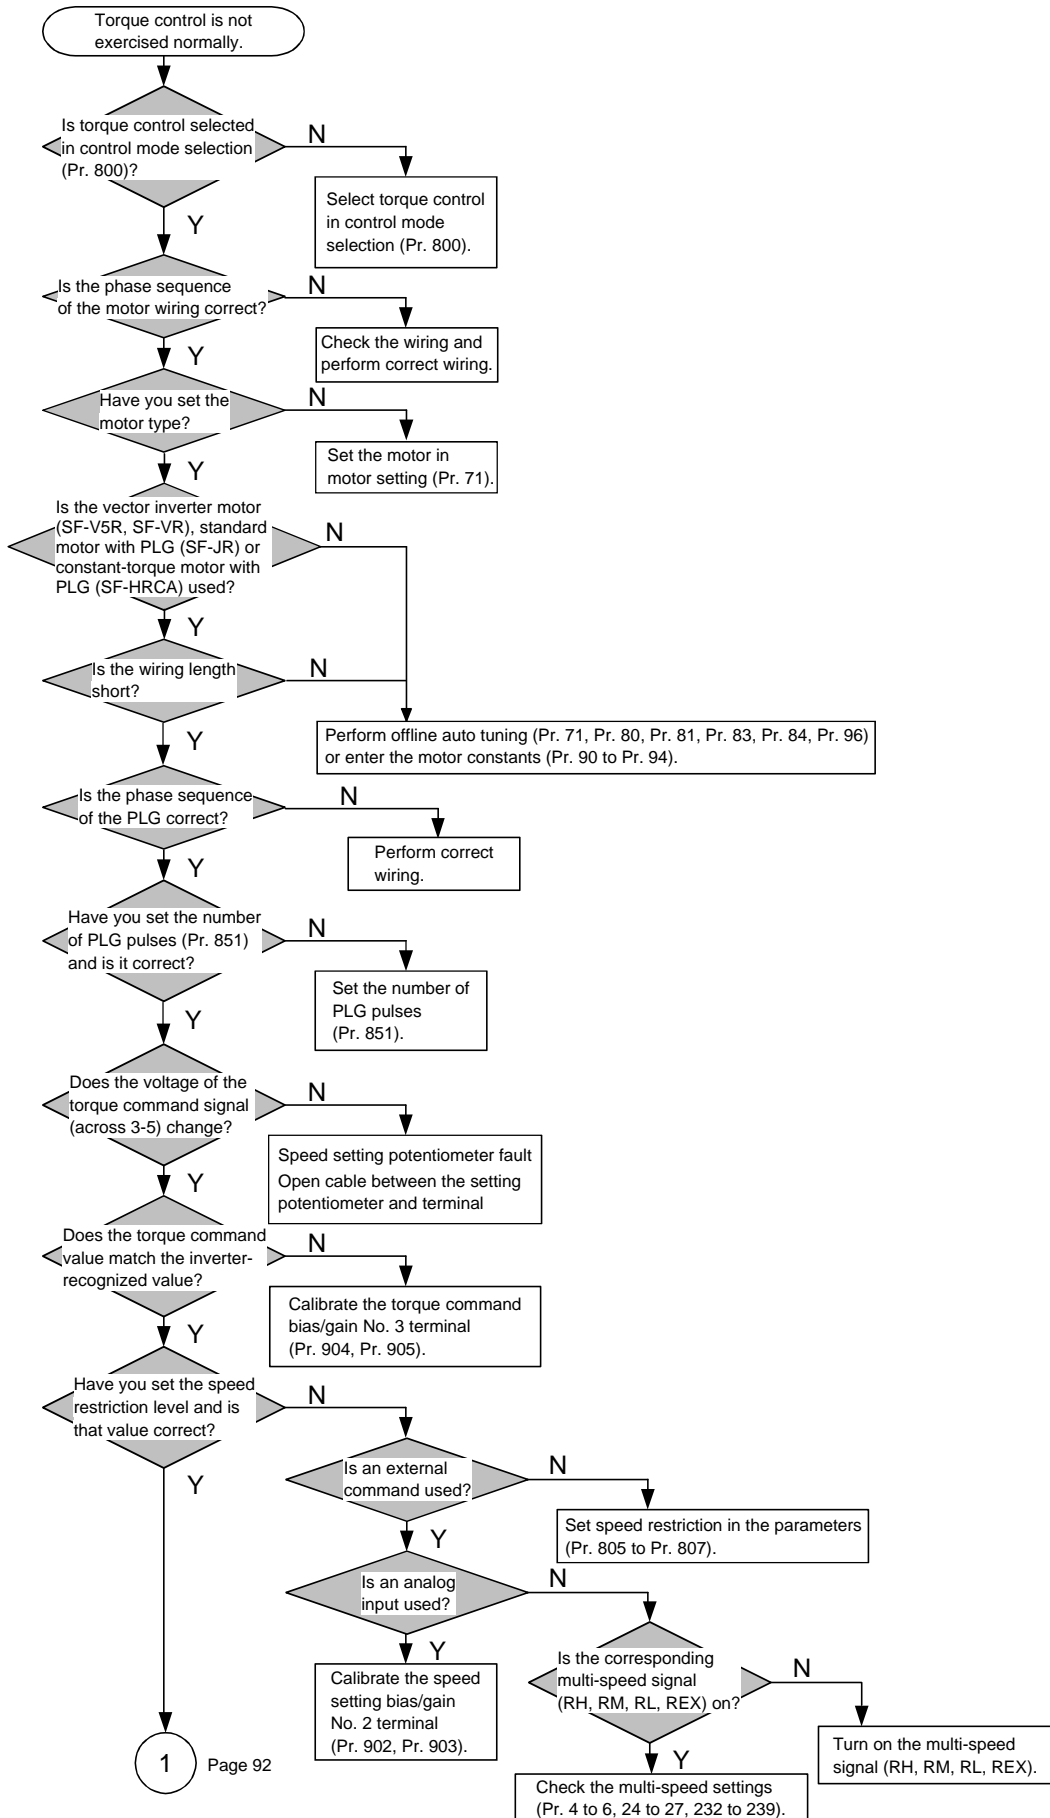 Torque control is not
exercised normally.
Is torque control selected
in control mode selection
(Pr. 800)?
N
Select torque control
in control mode
selection (Pr. 800).
Y
Is the phase sequence
of the motor wiring correct?
N
Check the wiring and
perform correct wiring.
Y
Have you set the
motor type?
N
Set the motor in
motor setting (Pr. 71).
Y
Is the vector inverter motor
(SF-V5R, SF-VR), standard
motor with PLG (SF-JR) or
constant-torque motor with
PLG (SF-HRCA) used?
N
Y
Is the wiring length
short?
N
Perform offline auto tuning (Pr. 71, Pr. 80, Pr. 81, Pr. 83, Pr. 84, Pr. 96)
or enter the motor constants (Pr. 90 to Pr. 94).
Y
Is the phase sequence
of the PLG correct?
N
Perform correct
wiring.
Y
Have you set the number
of PLG pulses (Pr. 851)
and is it correct?
N
Set the number of
PLG pulses
(Pr. 851).
Y
Does the voltage of the
torque command signal
(across 3-5) change?
N
Speed setting potentiometer fault
Open cable between the setting
potentiometer and terminal
Y
Does the torque command
value match the inverter-
recognized value?
N
Calibrate the torque command
bias/gain No. 3 terminal
(Pr. 904, Pr. 905).
Y
Have you set the speed
restriction level and is
that value correct?
N
Y
Is an external
command used?
N
Set speed restriction in the parameters
(Pr. 805 to Pr. 807).
Y
Is an analog
input used?
N
Y
Calibrate the speed
setting bias/gain
No. 2 terminal
(Pr. 902, Pr. 903).
Is the corresponding
multi-speed signal
(RH, RM, RL, REX) on?
N
Turn on the multi-speed
signal (RH, RM, RL, REX).
Y
Check the multi-speed settings
(Pr. 4 to 6, 24 to 27, 232 to 239).
1
Page 92